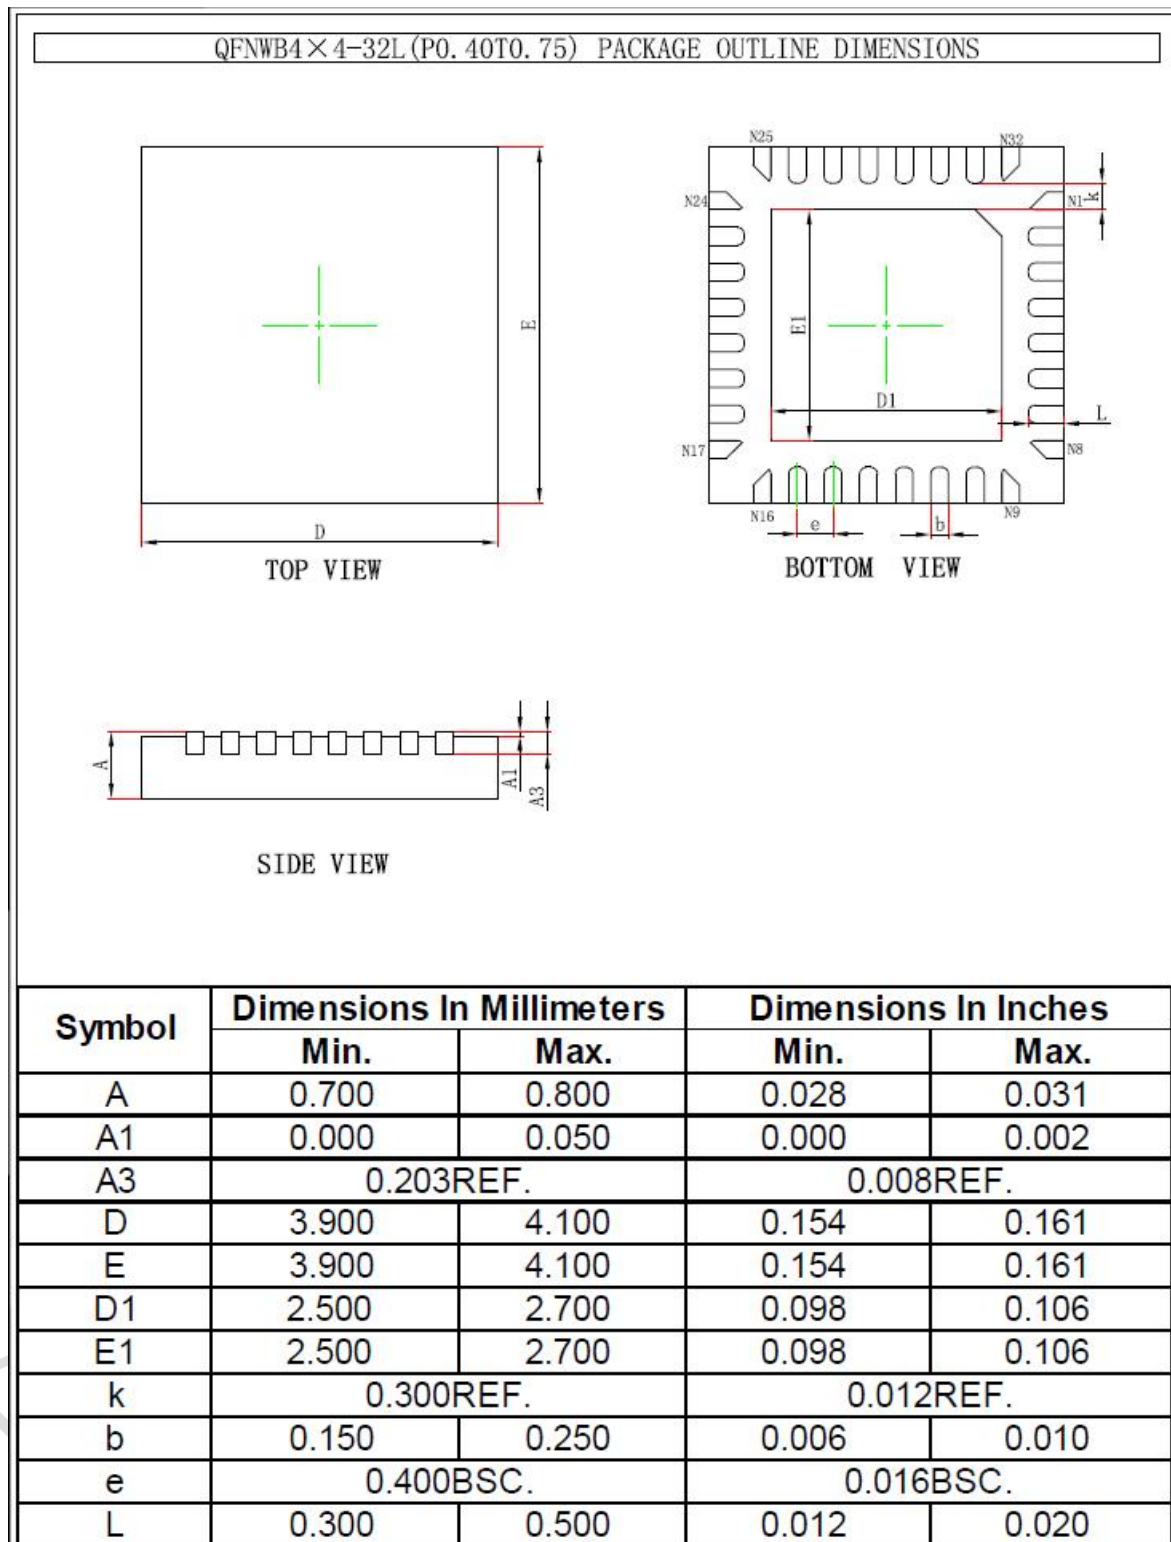 QFNWB4×4-32L(P0.40T0.75) PACKAGE OUTLINE DIMENSIONS
N25
N32
N24
N1
k
E
E1
D1
L
N17
N8
N16
e
b
N9
D
TOP VIEW
BOTTOM VIEW
A
A1
A3
SIDE VIEW
Symbol Dimensions In Millimeters Dimensions In Inches
Min. Max. Min. Max.
A 0.700 0.800 0.028 0.031
A1 0.000 0.050 0.000 0.002
A3 0.203REF. 0.008REF.
D 3.900 4.100 0.154 0.161
E 3.900 4.100 0.154 0.161
D1 2.500 2.700 0.098 0.106
E1 2.500 2.700 0.098 0.106
k 0.300REF. 0.012REF.
b 0.150 0.250 0.006 0.010
e 0.400BSC. 0.016BSC.
L 0.300 0.500 0.012 0.020